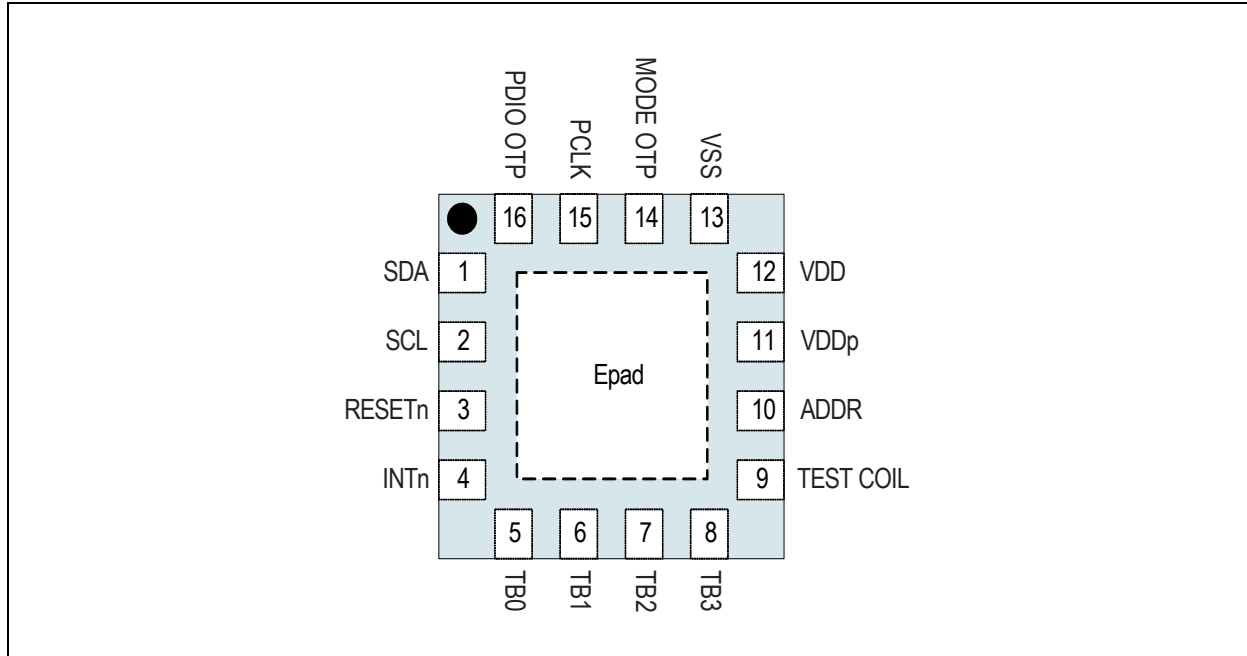 PDIO OTP
PCLK
MODE OTP
VSS
16
15
14
13
SDA
1
12
VDD
SCL
2
11
VDDp
Epad
RESETn
3
10
ADDR
INTn
4
9
TEST COIL
5
6
7
8
TB0
TB1
TB2
TB3